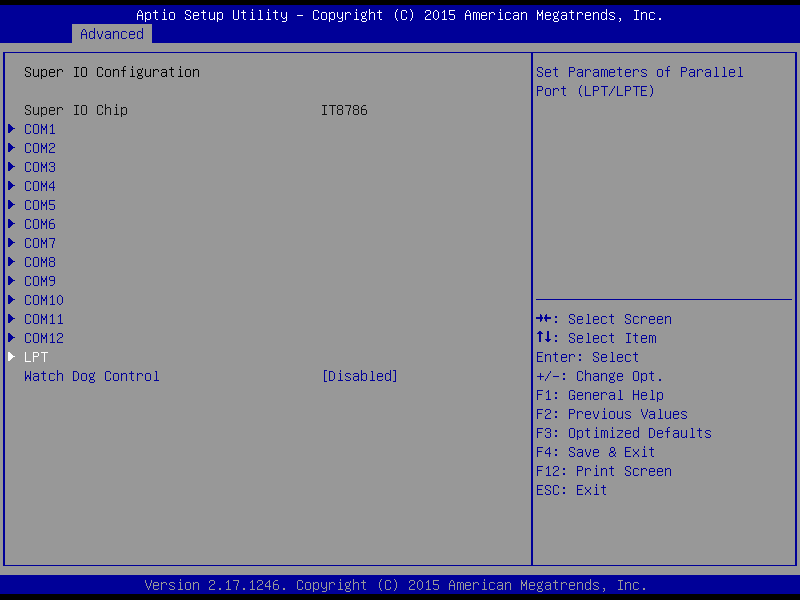 Aptio Setup Utility – Copyright (C) 2015 American Megatrends, Inc.
Advanced
Super IO Configuration
Super IO Chip IT8786
COM1
COM2
COM3
COM4
COM5
COM6
COM7
COM8
COM9
COM10
COM11
COM12
LPT
Watch Dog Control [Disabled]
Set Parameters of Parallel
Port (LPT/LPTE)
→←: Select Screen
↑↓: Select Item
Enter: Select
+/–: Change Opt.
F1: General Help
F2: Previous Values
F3: Optimized Defaults
F4: Save & Exit
F12: Print Screen
ESC: Exit
Version 2.17.1246. Copyright (C) 2015 American Megatrends, Inc.